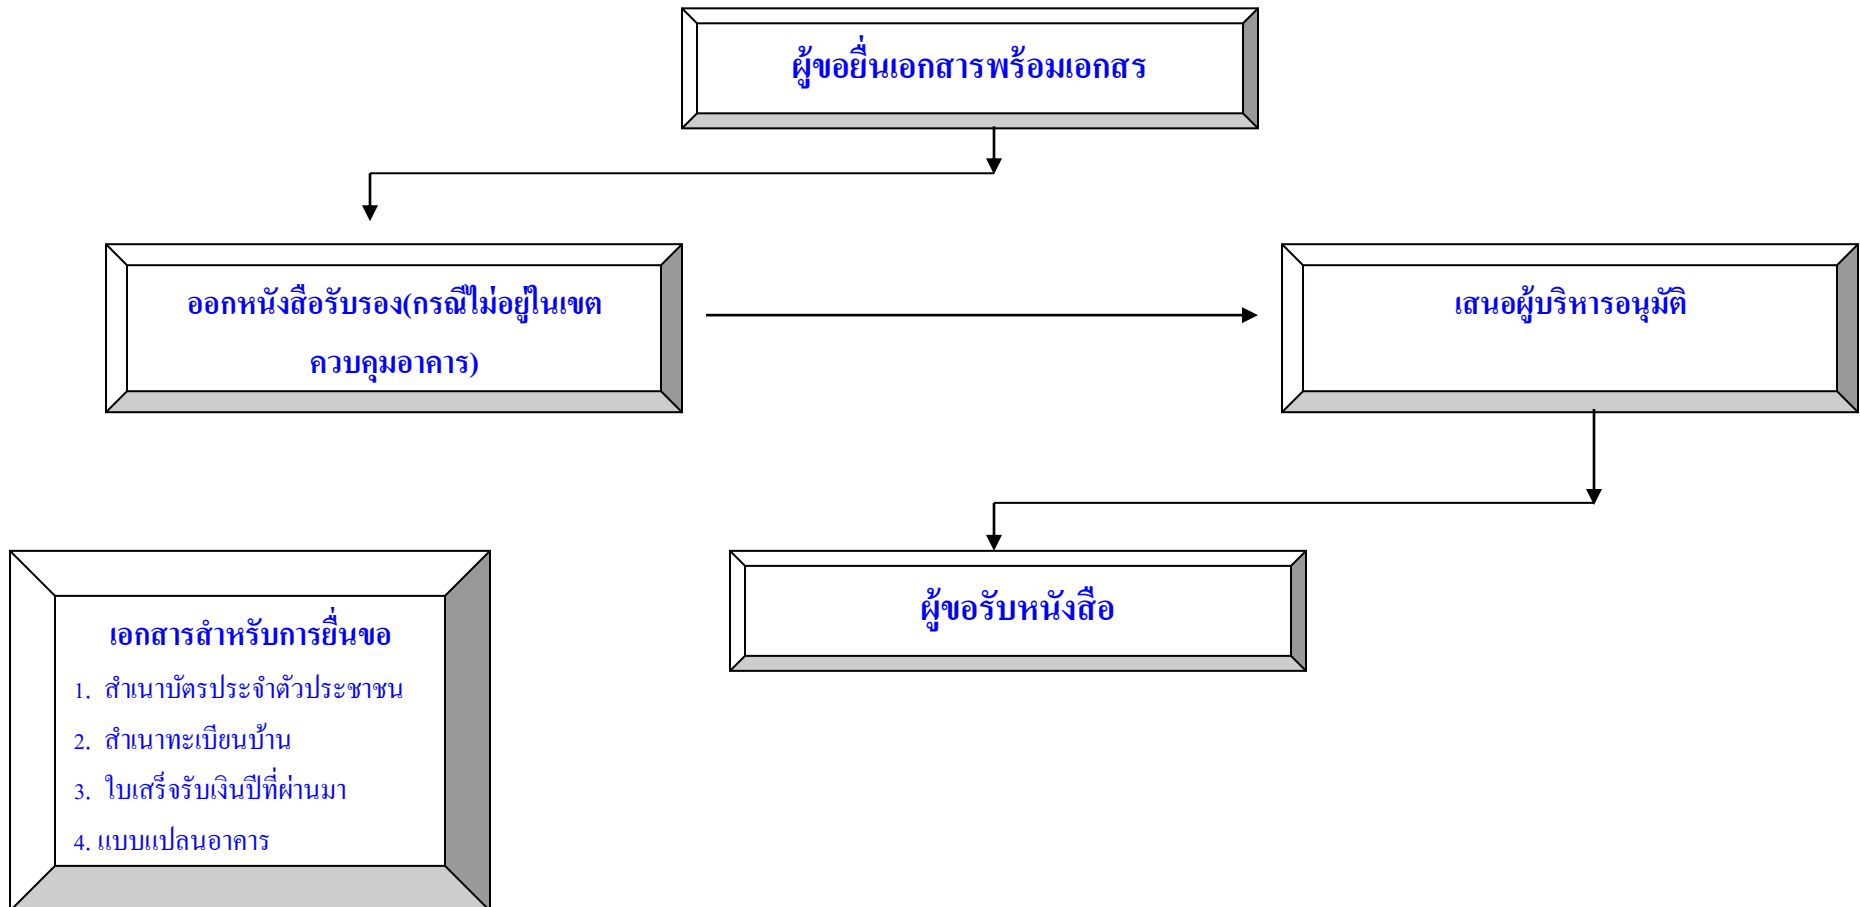 ผู้ขอยื่นเอกสารพร้อมเอกสร
ออกหนังสือรับรอง(กรณีไม่อยู่ในเขต
ควบคุมอาคาร)
เสนอผู้บริหารอนุมัติ
ผู้ขอรับหนังสือ
เอกสารสำหรับการยื่นขอ
1. สำเนาบัตรประจำตัวประชาชน
2. สำเนาทะเบียนบ้าน
3. ใบเสร็จรับเงินปีที่ผ่านมา
4. แบบแปลนอาคาร